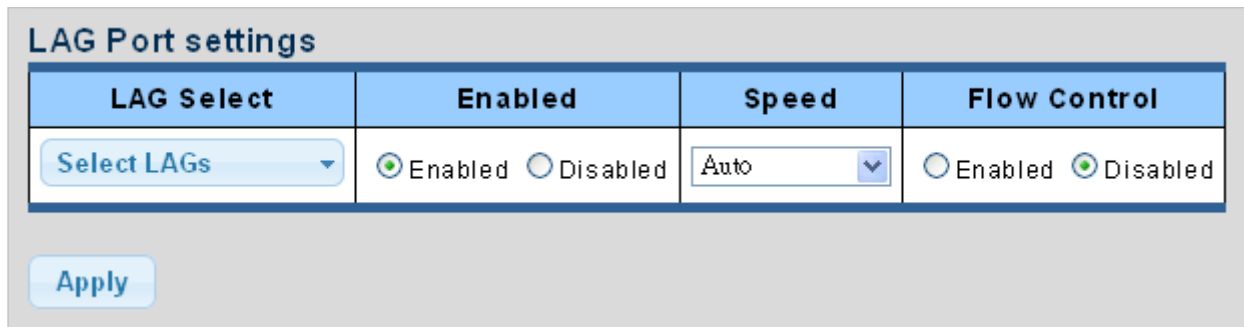 LAG Port settings
LAG Select Enabled Speed Flow Control
Select LAGs Enabled Disabled Auto Enabled Disabled
Apply